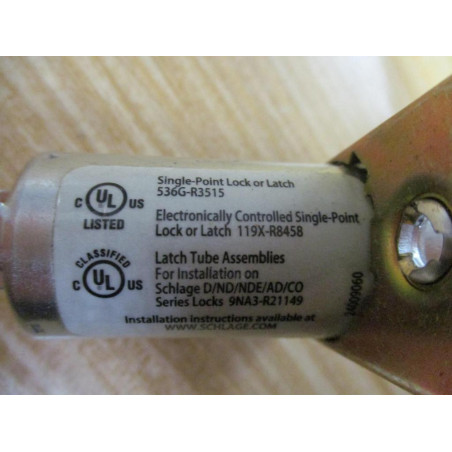 Single-Point Lock or Latch
536G-R3515
C UL US
LISTED
Electronically Controlled Single-Point
Lock or Latch 119X-R8458
CLASSIFIED
C UL US
Latch Tube Assemblies
For Installation on
Schlage D/ND/NDE/AD/CO
Series Locks 9NA3-R21149
Installation instructions available at
WWW.SCHLAGE.COM